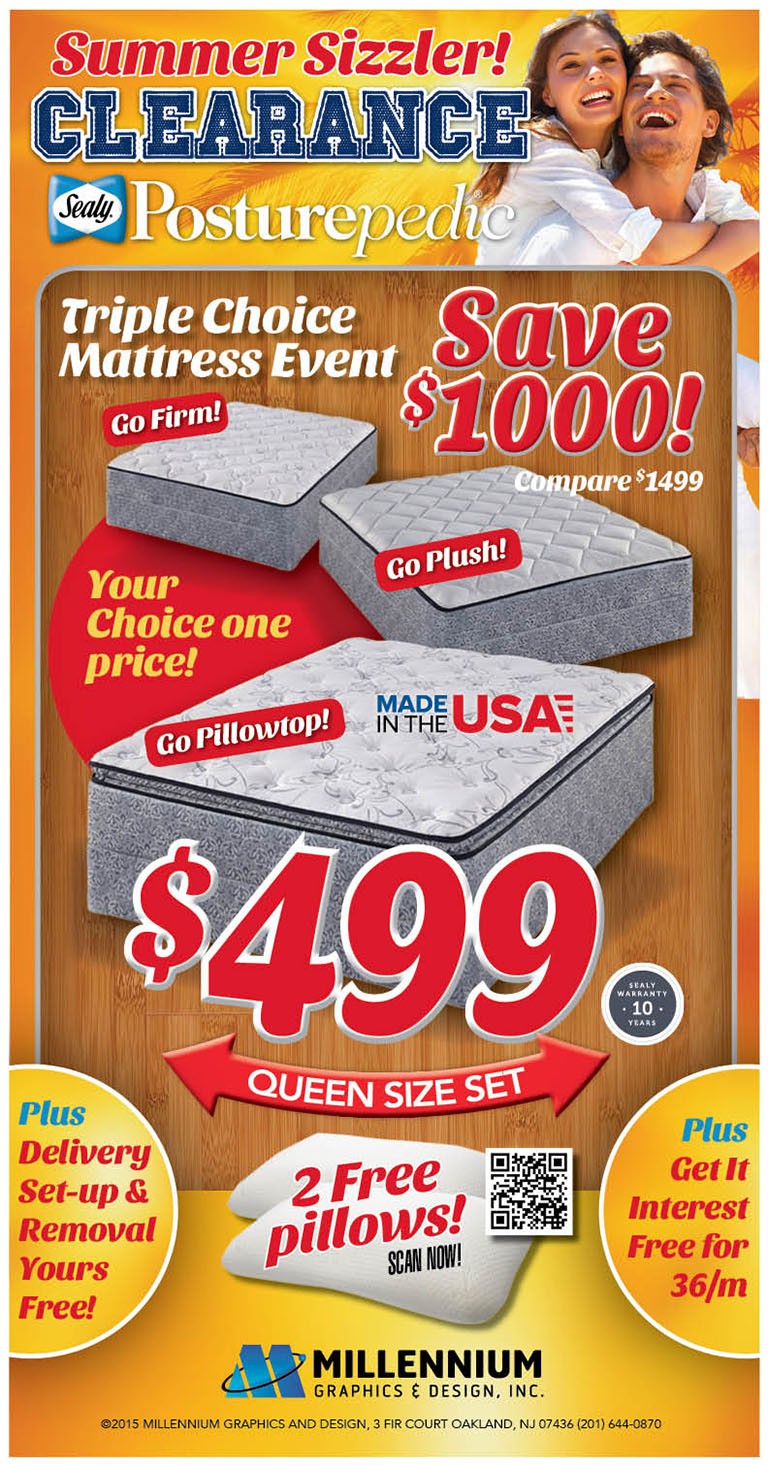 Summer Sizzler!
CLEARANCE
Sealy. Posturepedic®
Triple Choice
Mattress Event
Save
$1000!
Compare $1499
Go Firm!
Go Plush!
Your
Choice one
price!
Go Pillowtop!
MADE
IN THE USA
$499
SEALY
WARRANTY
· 10 ·
YEARS
QUEEN SIZE SET
Plus
Delivery
Set-up &
Removal
Yours
Free!
2 Free
pillows!
SCAN NOW!
Plus
Get It
Interest
Free for
36/m
MILLENNIUM
GRAPHICS & DESIGN, INC.
©2015 MILLENNIUM GRAPHICS AND DESIGN, 3 FIR COURT OAKLAND, NJ 07436 (201) 644-0870